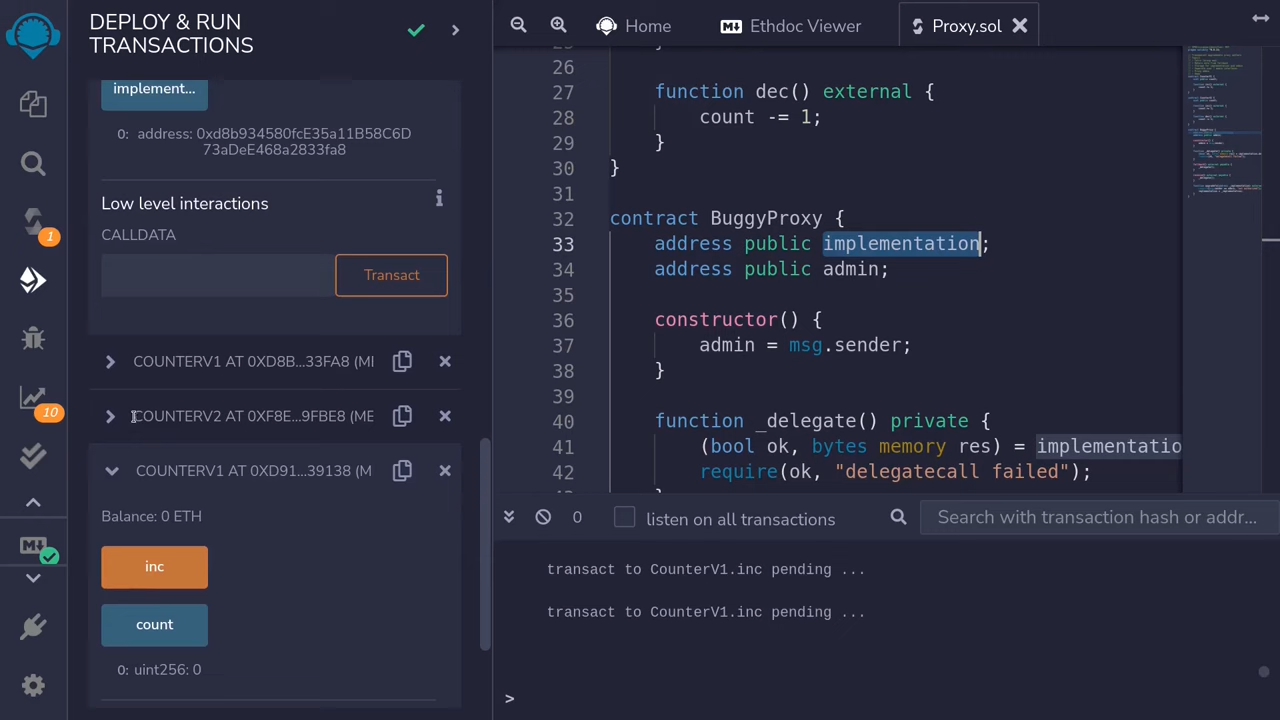 DEPLOY & RUN
TRANSACTIONS
implement...
0: address: 0xd8b934580fcE35a11B58C6D
73aDeE468a2833fa8
Low level interactions
CALLDATA
Transact
COUNTERV1 AT 0XD8B...33FA8 (MI
COUNTERV2 AT 0XF8E...9FBE8 (ME
COUNTERV1 AT 0XD91...39138 (M
Balance: 0 ETH
inc
count
0: uint256: 0
1
10
Home
Ethdoc Viewer
Proxy.sol
26
27 function dec() external {
28 count -= 1;
29 }
30 }
31
32 contract BuggyProxy {
33 address public implementation;
34 address public admin;
35
36 constructor() {
37 admin = msg.sender;
38 }
39
40 function _delegate() private {
41 (bool ok, bytes memory res) = implementatio
42 require(ok, "delegatecall failed");
0
listen on all transactions
Search with transaction hash or addr...
transact to CounterV1.inc pending ...
transact to CounterV1.inc pending ...
>